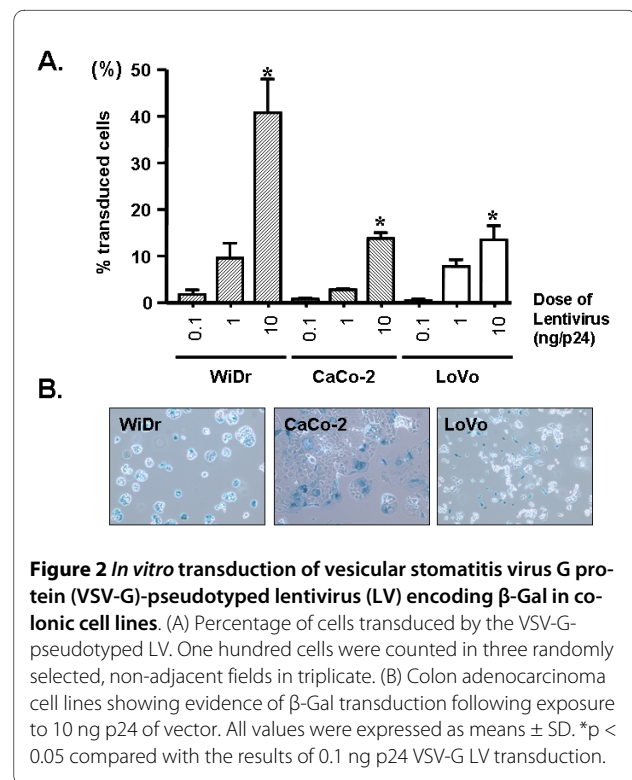 A.
(%)
50
40
30
20
10
0
% transduced cells
*
*
*
0.1 1 10 0.1 1 10 0.1 1 10
Dose of
Lentivirus
(ng/p24)
WiDr CaCo-2 LoVo
B.
WiDr CaCo-2 LoVo
Figure 2 In vitro transduction of vesicular stomatitis virus G pro-
tein (VSV-G)-pseudotyped lentivirus (LV) encoding β-Gal in co-
lonic cell lines. (A) Percentage of cells transduced by the VSV-G-
pseudotyped LV. One hundred cells were counted in three randomly
selected, non-adjacent fields in triplicate. (B) Colon adenocarcinoma
cell lines showing evidence of β-Gal transduction following exposure
to 10 ng p24 of vector. All values were expressed as means ± SD. *p <
0.05 compared with the results of 0.1 ng p24 VSV-G LV transduction.